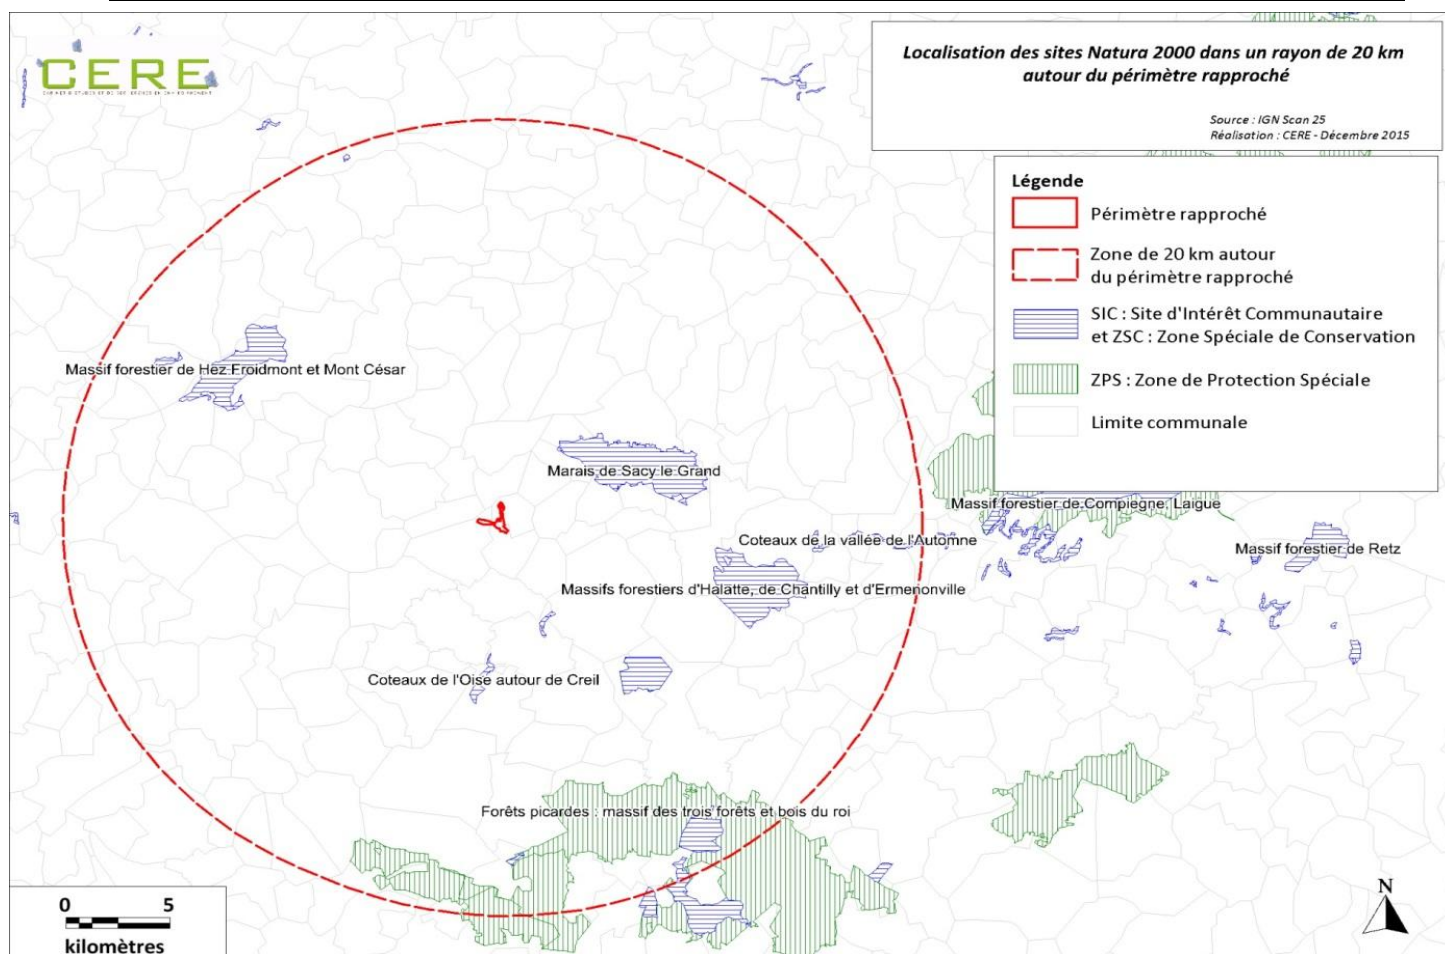 CERE
Localisation des sites Natura 2000 dans un rayon de 20 km
autour du périmètre rapproché
Source : IGN Scan 25
Réalisation : CERE - Décembre 2015
Légende
Périmètre rapproché
Zone de 20 km autour
du périmètre rapproché
SIC : Site d'Intérêt Communautaire
et ZSC : Zone Spéciale de Conservation
ZPS : Zone de Protection Spéciale
Limite communale
Massif forestier de Hez Froidmont et Mont César
Marais de Sacy le Grand
Massif forestier de Compiègne, Laigue
Coteaux de la vallée de l'Automne
Massif forestier de Retz
Massifs forestiers d'Halatte, de Chantilly et d'Ermenonville
Coteaux de l'Oise autour de Creil
Forêts picardes : massif des trois forêts et bois du roi
0 5
kilomètres
N